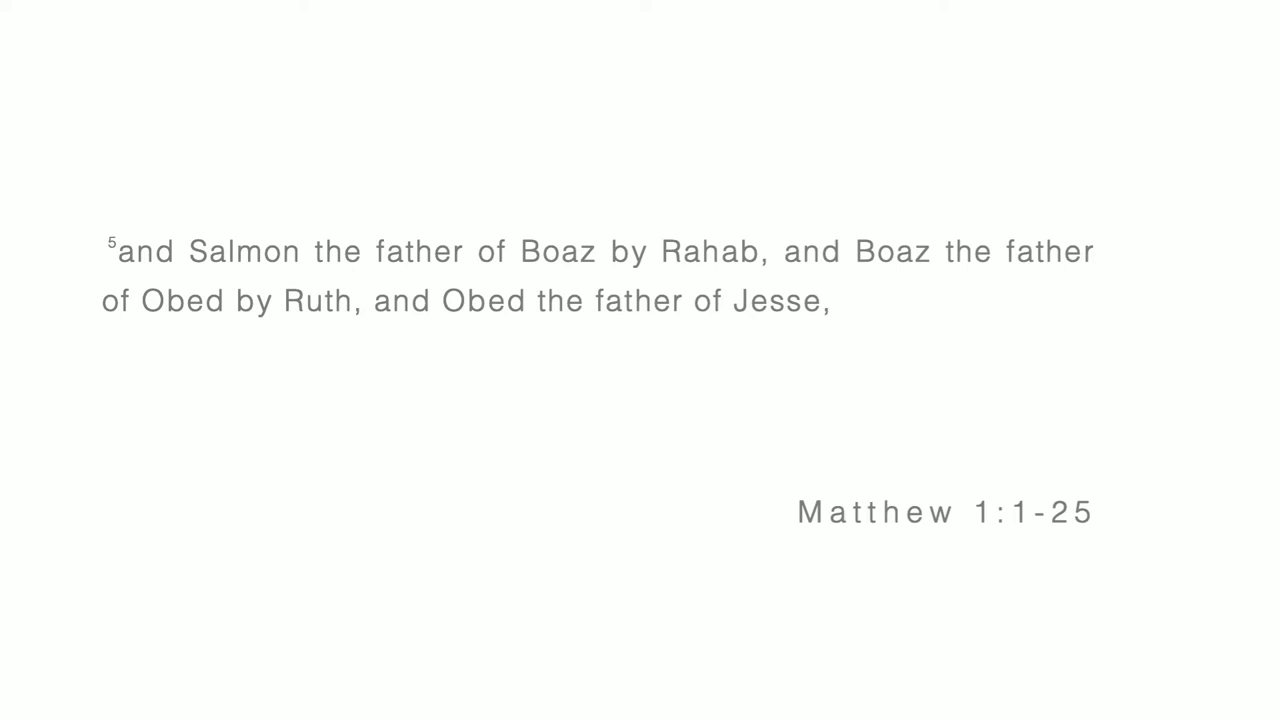 ⁵and Salmon the father of Boaz by Rahab, and Boaz the father
of Obed by Ruth, and Obed the father of Jesse,
Matthew 1:1-25